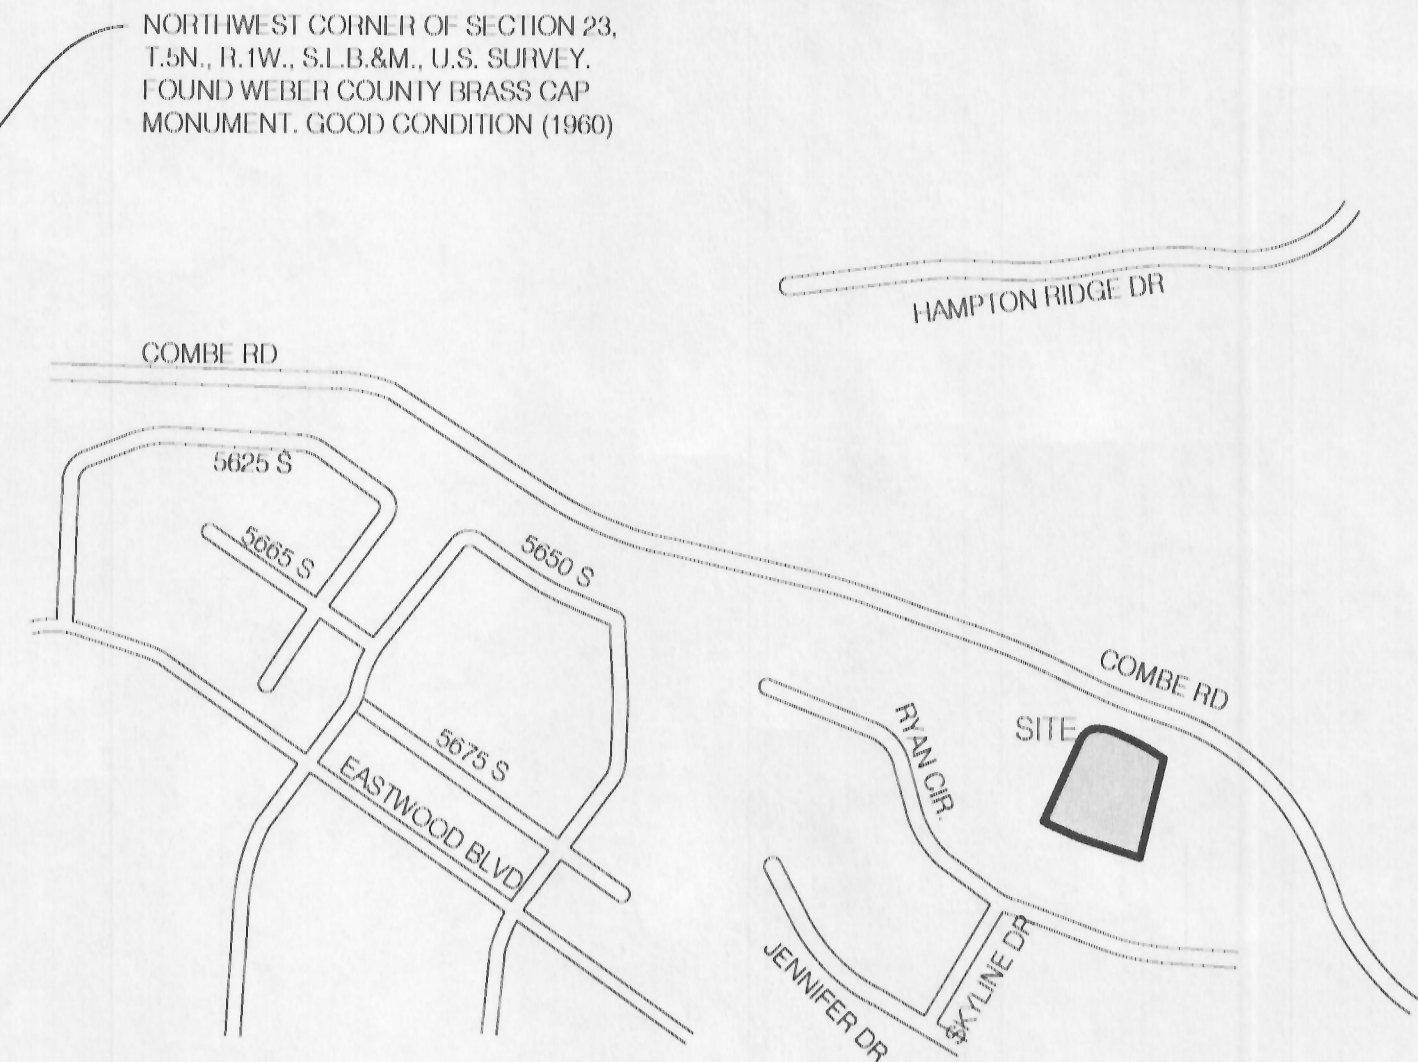 NORTHWEST CORNER OF SECTION 23,
T.5N., R.1W., S.L.B.&M., U.S. SURVEY.
FOUND WEBER COUNTY BRASS CAP
MONUMENT. GOOD CONDITION (1960)
HAMPTON RIDGE DR
COMBE RD
5625 S
5665 S
5650 S
COMBE RD
RYAN CIR.
SITE
5675 S
EASTWOOD BLVD
SKYLINE DR
JENNIFER DR